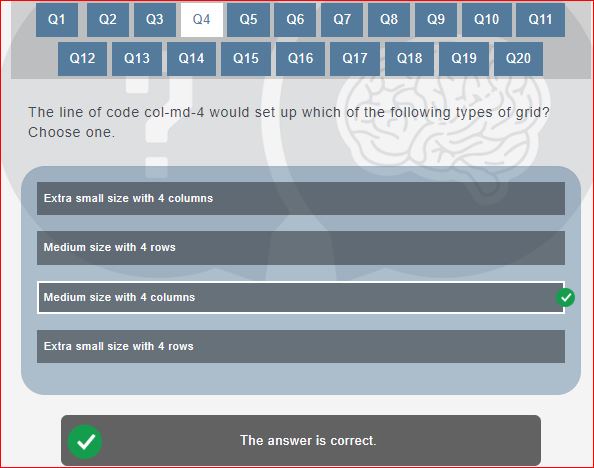 Q1 Q2 Q3 Q4 Q5 Q6 Q7 Q8 Q9 Q10 Q11
Q12 Q13 Q14 Q15 Q16 Q17 Q18 Q19 Q20
The line of code col-md-4 would set up which of the following types of grid?
Choose one.
Extra small size with 4 columns
Medium size with 4 rows
Medium size with 4 columns
Extra small size with 4 rows
The answer is correct.